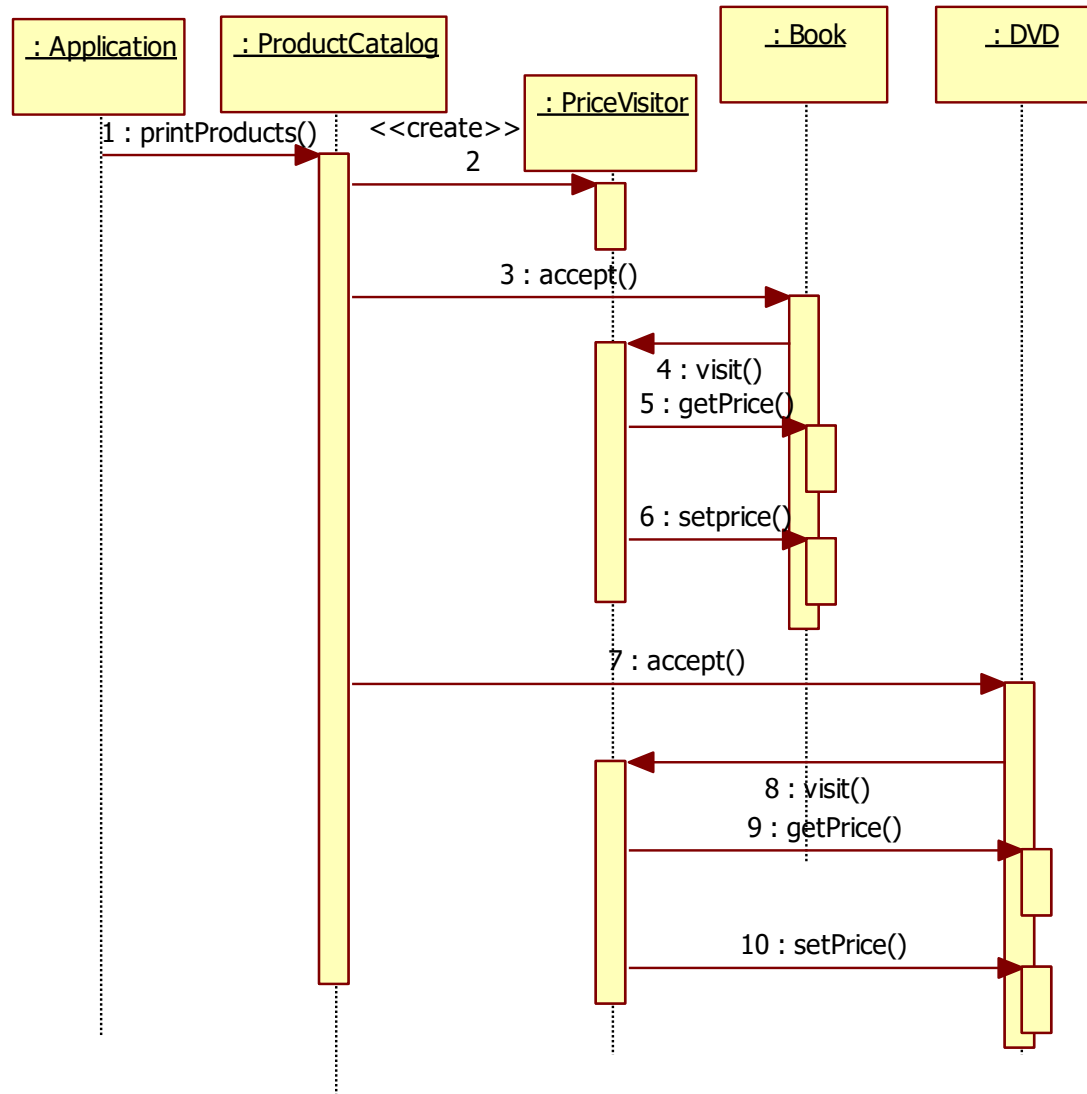 : Application
: ProductCatalog
: Book
: DVD
: PriceVisitor
1 : printProducts()
<<create>>
2
3 : accept()
4 : visit()
5 : getPrice()
6 : setprice()
7 : accept()
8 : visit()
9 : getPrice()
10 : setPrice()